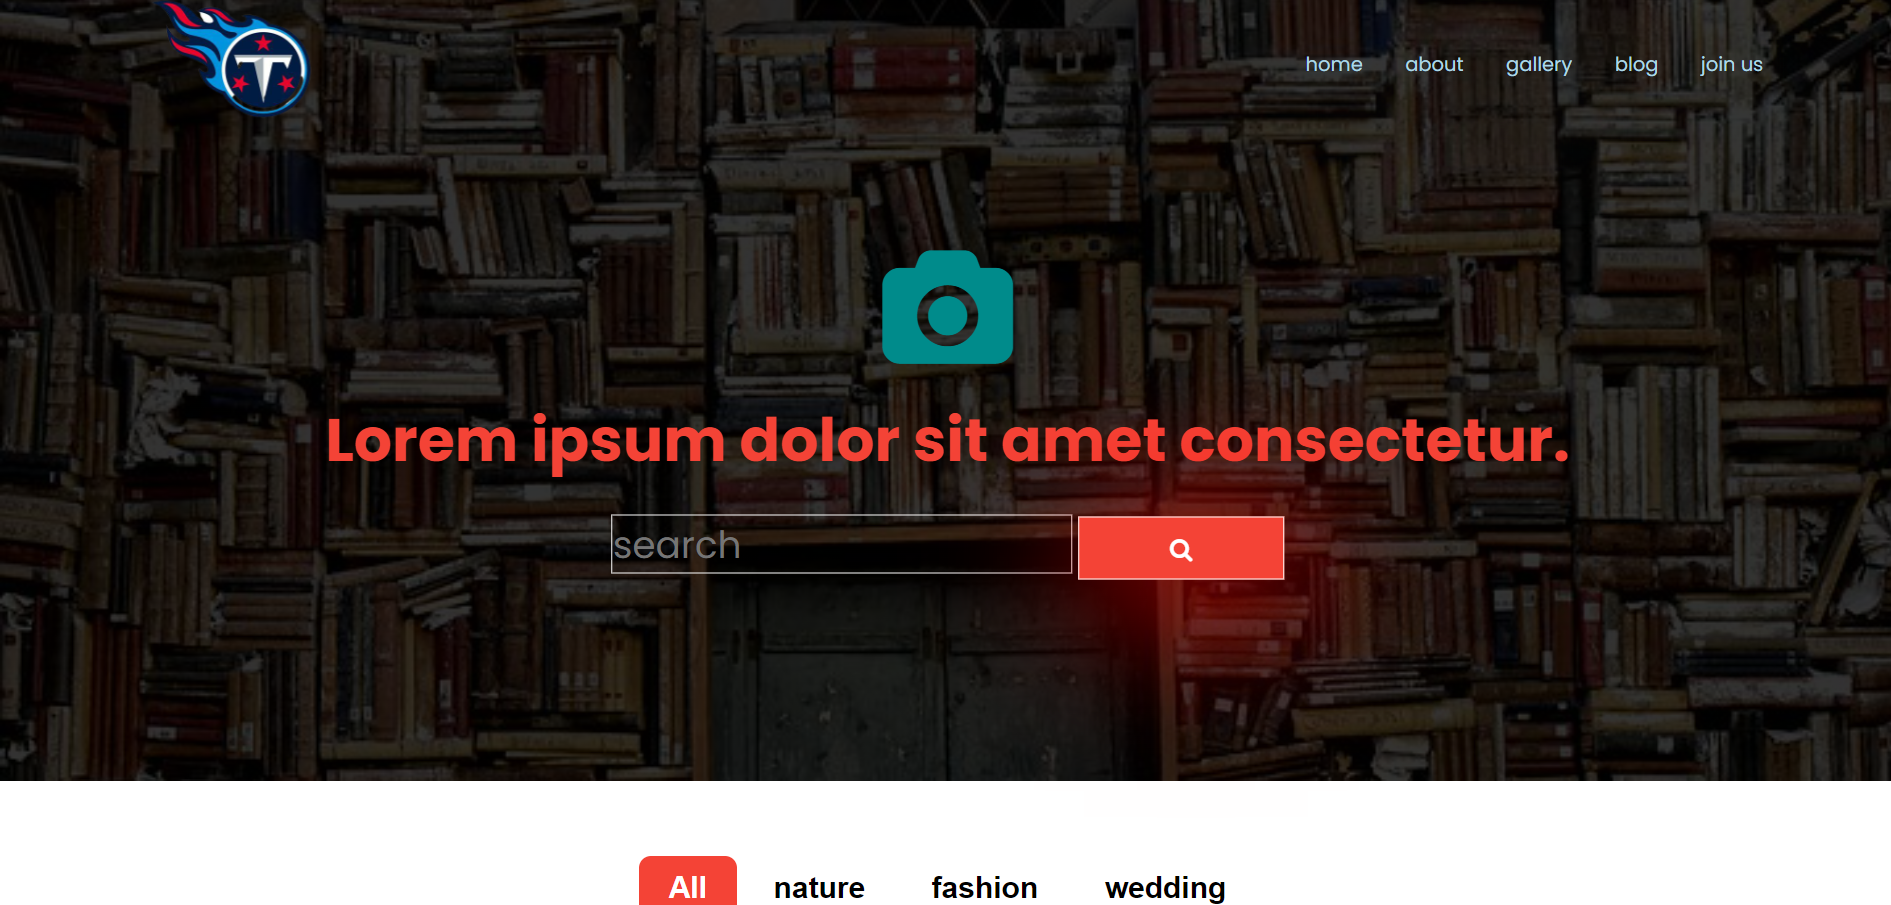 T
home about gallery blog join us
Lorem ipsum dolor sit amet consectetur.
search
All nature fashion wedding